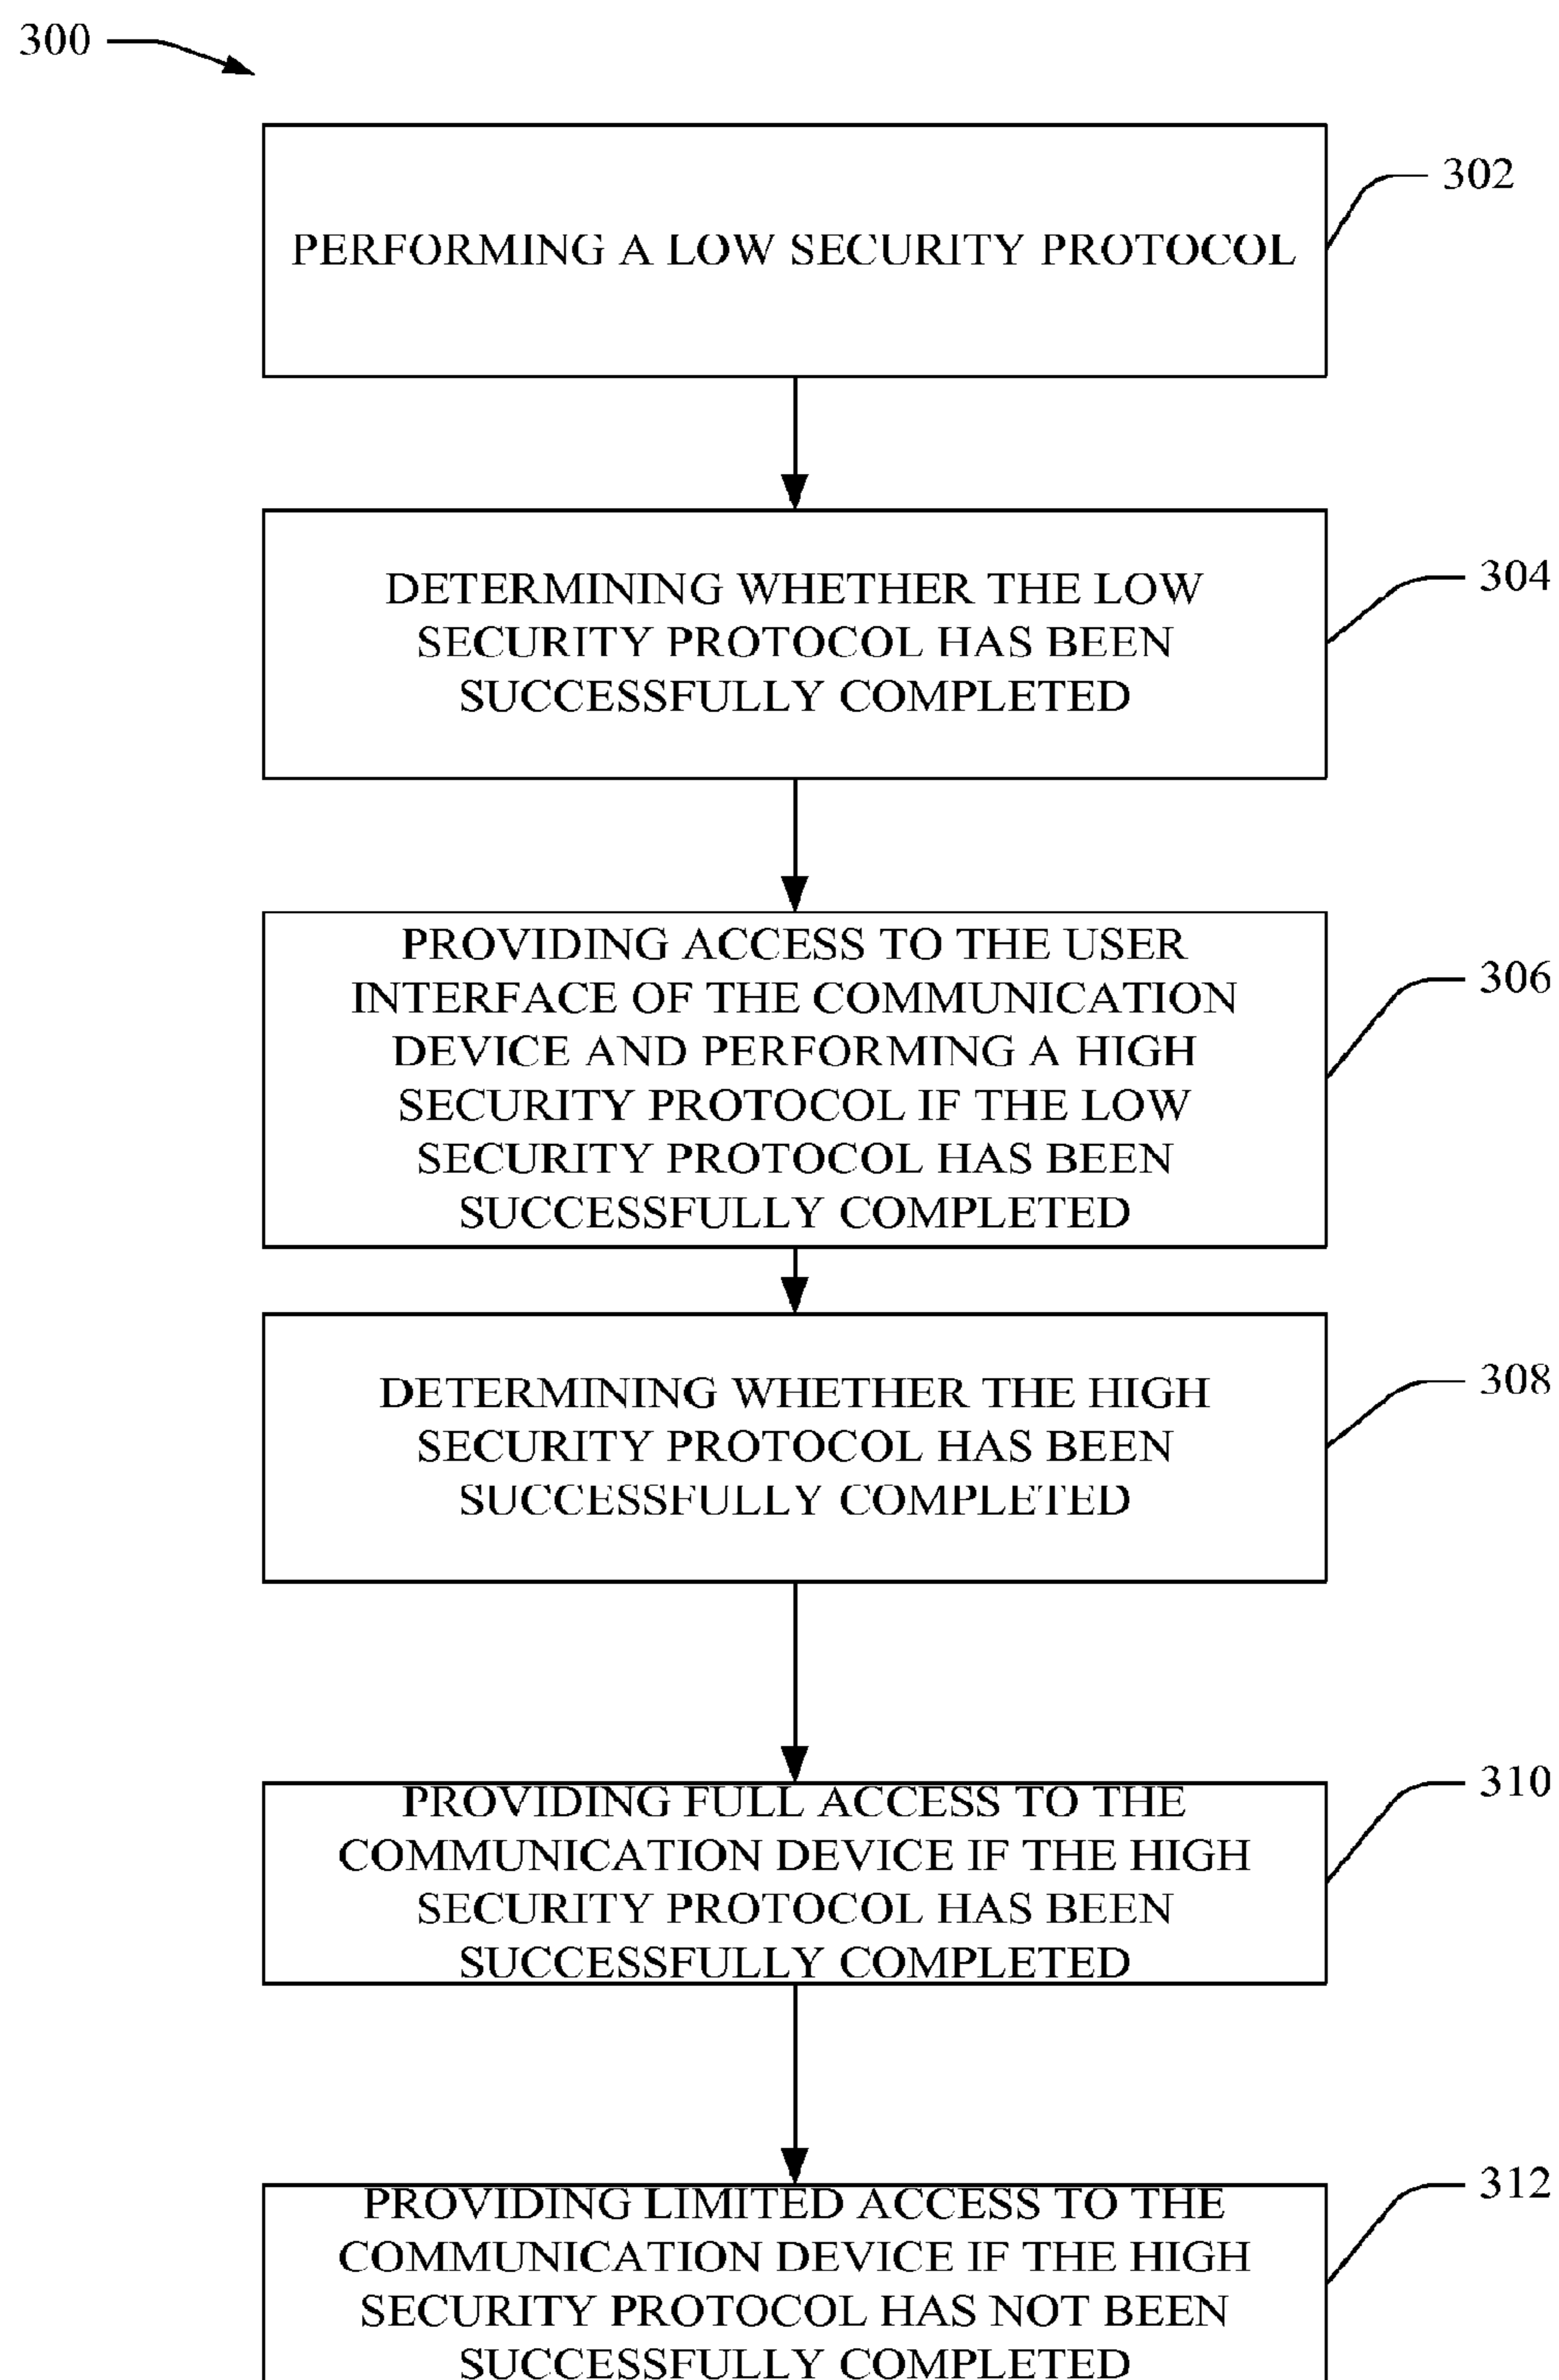 300
302
PERFORMING A LOW SECURITY PROTOCOL
304
DETERMINING WHETHER THE LOW
SECURITY PROTOCOL HAS BEEN
SUCCESSFULLY COMPLETED
306
PROVIDING ACCESS TO THE USER
INTERFACE OF THE COMMUNICATION
DEVICE AND PERFORMING A HIGH
SECURITY PROTOCOL IF THE LOW
SECURITY PROTOCOL HAS BEEN
SUCCESSFULLY COMPLETED
308
DETERMINING WHETHER THE HIGH
SECURITY PROTOCOL HAS BEEN
SUCCESSFULLY COMPLETED
310
PROVIDING FULL ACCESS TO THE
COMMUNICATION DEVICE IF THE HIGH
SECURITY PROTOCOL HAS BEEN
SUCCESSFULLY COMPLETED
312
PROVIDING LIMITED ACCESS TO THE
COMMUNICATION DEVICE IF THE HIGH
SECURITY PROTOCOL HAS NOT BEEN
SUCCESSFULLY COMPLETED